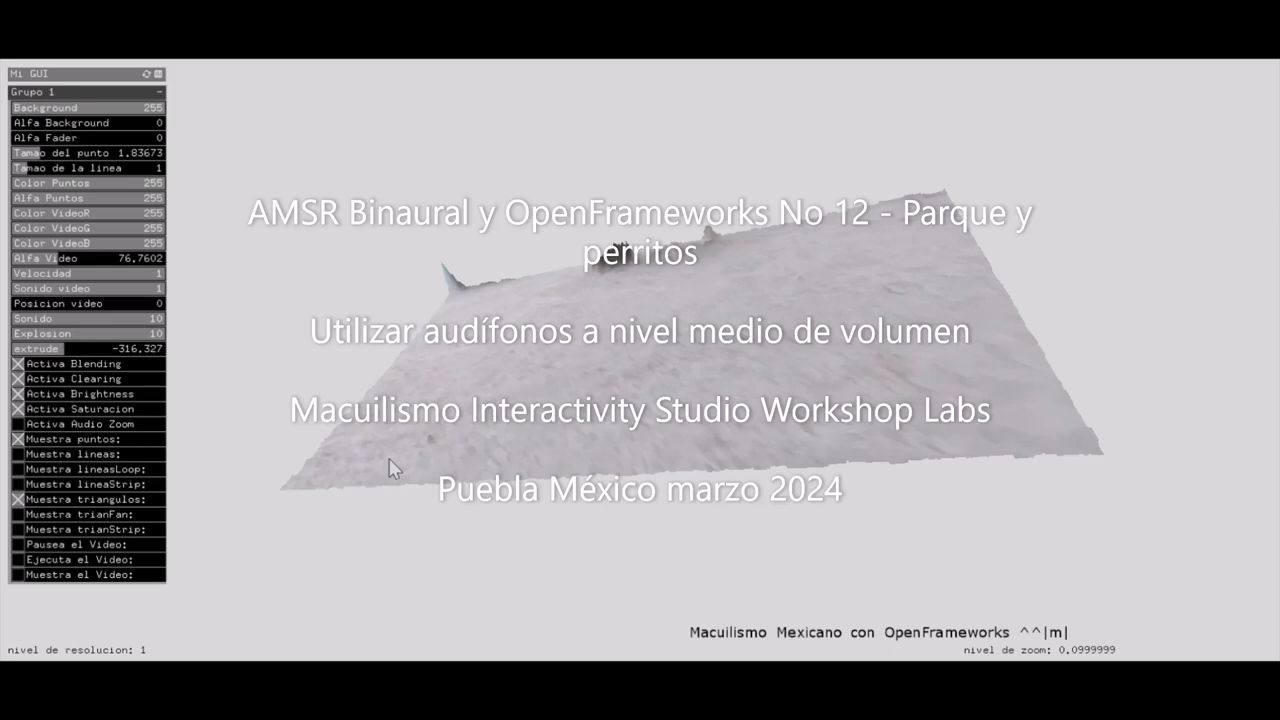 Mi GUI
Grupo 1 -
Background 255
Alfa Background 0
Alfa Fader 0
Tamao del punto 1.83673
Tamao de la linea 1
Color Puntos 255
Alfa Puntos 255
Color VideoR 255
Color VideoG 255
Color VideoB 255
Alfa Video 76.7602
Velocidad 1
Sonido video 1
Posicion video 0
Sonido 10
Explosion 10
extrude -316.327
Activa Blending
Activa Clearing
Activa Brightness
Activa Saturacion
Activa Audio Zoom
Muestra puntos:
Muestra lineas:
Muestra lineasLoop:
Muestra lineaStrip:
Muestra triangulos:
Muestra trianFan:
Muestra trianStrip:
Pausea el Video:
Ejecuta el Video:
Muestra el Video:
AMSR Binaural y OpenFrameworks No 12 - Parque y
perritos
Utilizar audífonos a nivel medio de volumen
Macuilismo Interactivity Studio Workshop Labs
Puebla México marzo 2024
Macuilismo Mexicano con OpenFrameworks ^^|m|
nivel de resolucion: 1
nivel de zoom: 0.0999999